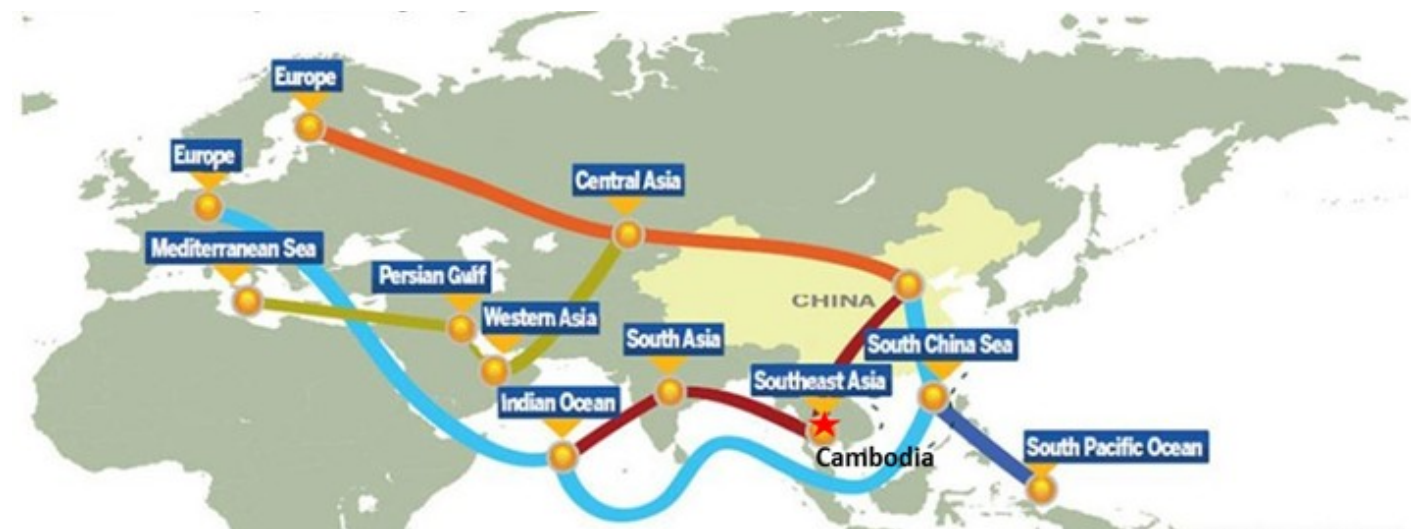 Europe
Europe
Central Asia
Mediterranean Sea
Persian Gulf
Western Asia
CHINA
South Asia
South China Sea
Southeast Asia
Indian Ocean
Cambodia
South Pacific Ocean